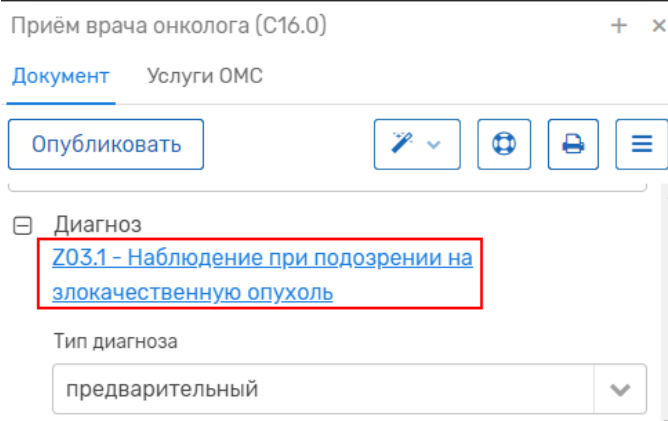 Приём врача онколога (C16.0)
Документ Услуги ОМС
Опубликовать
Диагноз
Z03.1 - Наблюдение при подозрении на
злокачественную опухоль
Тип диагноза
предварительный